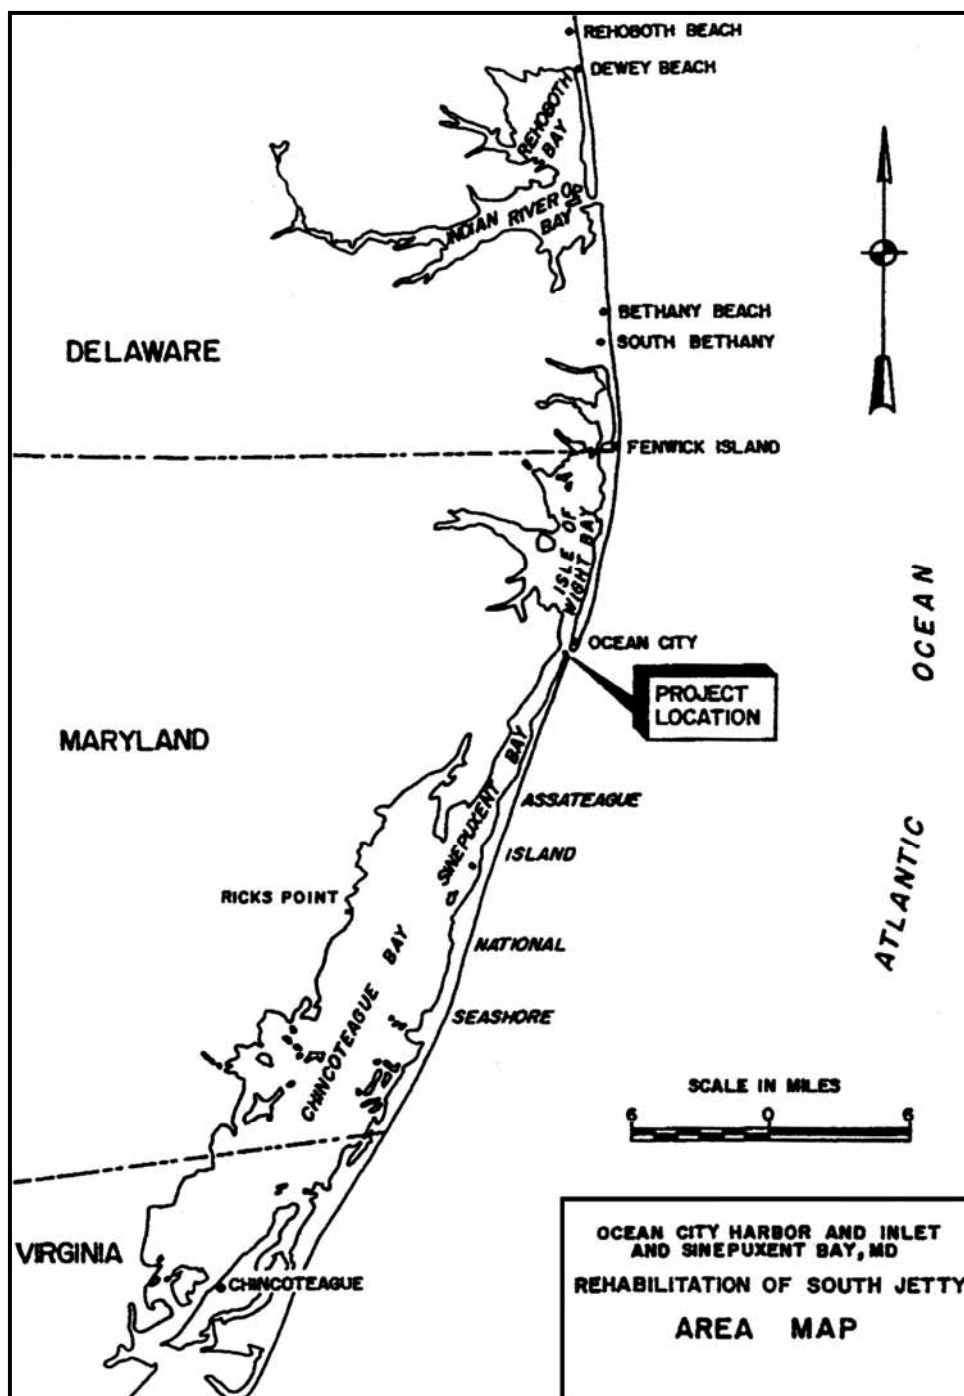 REHOBOTH BEACH
DEWEY BEACH
REHOBOTH
BAY
INDIAN RIVER
BAY
BETHANY BEACH
SOUTH BETHANY
DELAWARE
FENWICK ISLAND
ISLE OF
WIGHT BAY
OCEAN CITY
PROJECT
LOCATION
ATLANTIC OCEAN
MARYLAND
SINEPUXENT BAY
ASSATEAGUE
ISLAND
NATIONAL
SEASHORE
RICKS POINT
CHINCOTEAGUE BAY
SCALE IN MILES
6 0 6
VIRGINIA
CHINCOTEAGUE
OCEAN CITY HARBOR AND INLET
AND SINEPUXENT BAY, MD
REHABILITATION OF SOUTH JETTY
AREA MAP